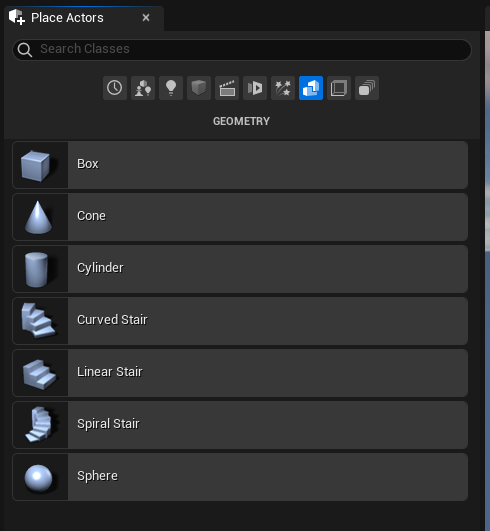 Place Actors
Search Classes
GEOMETRY
Box
Cone
Cylinder
Curved Stair
Linear Stair
Spiral Stair
Sphere